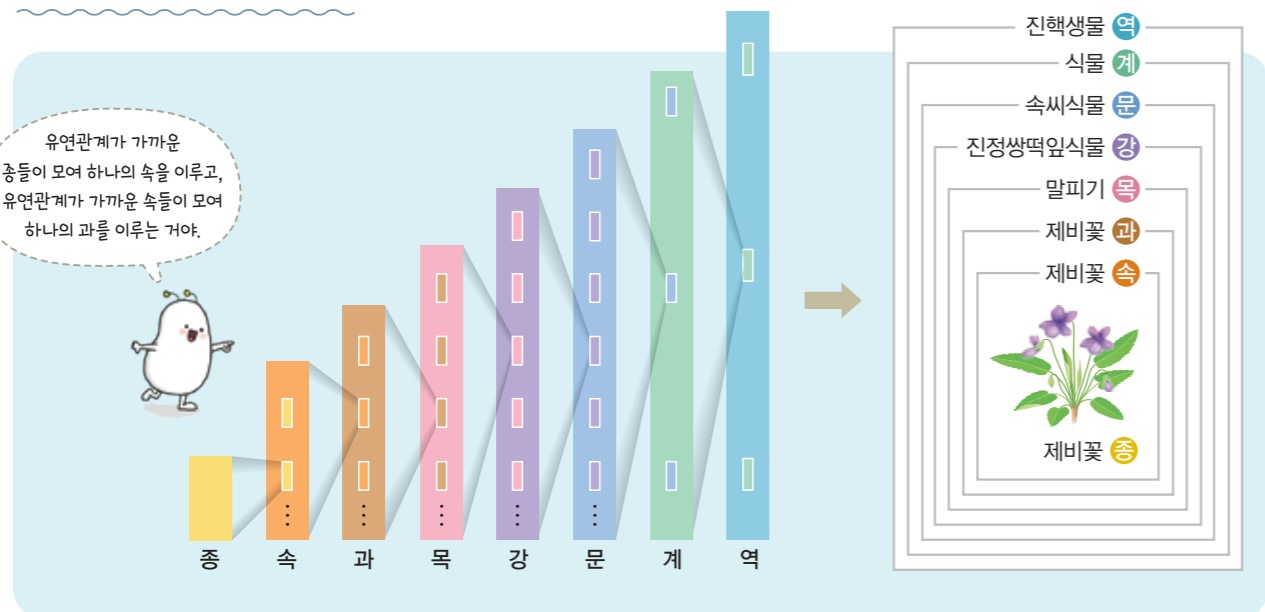 유연관계가 가까운
종들이 모여 하나의 속을 이루고,
유연관계가 가까운 속들이 모여
하나의 과를 이루는 거야.
종
속
과
목
강
문
계
역
진핵생물 역
식물 계
속씨식물 문
진정쌍떡잎식물 강
말피기 목
제비꽃 과
제비꽃 속
제비꽃 종